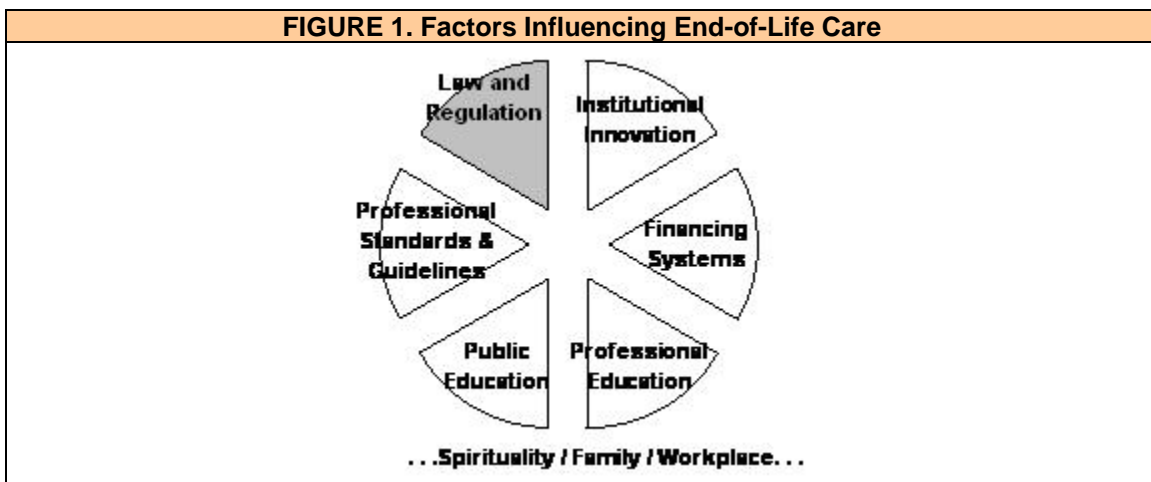 FIGURE 1. Factors Influencing End-of-Life Care
Law and
Regulation
Institutional
Innovation
Professional
Standards &
Guidelines
Financing
Systems
Public
Education
Professional
Education
...Spirituality / Family / Workplace...